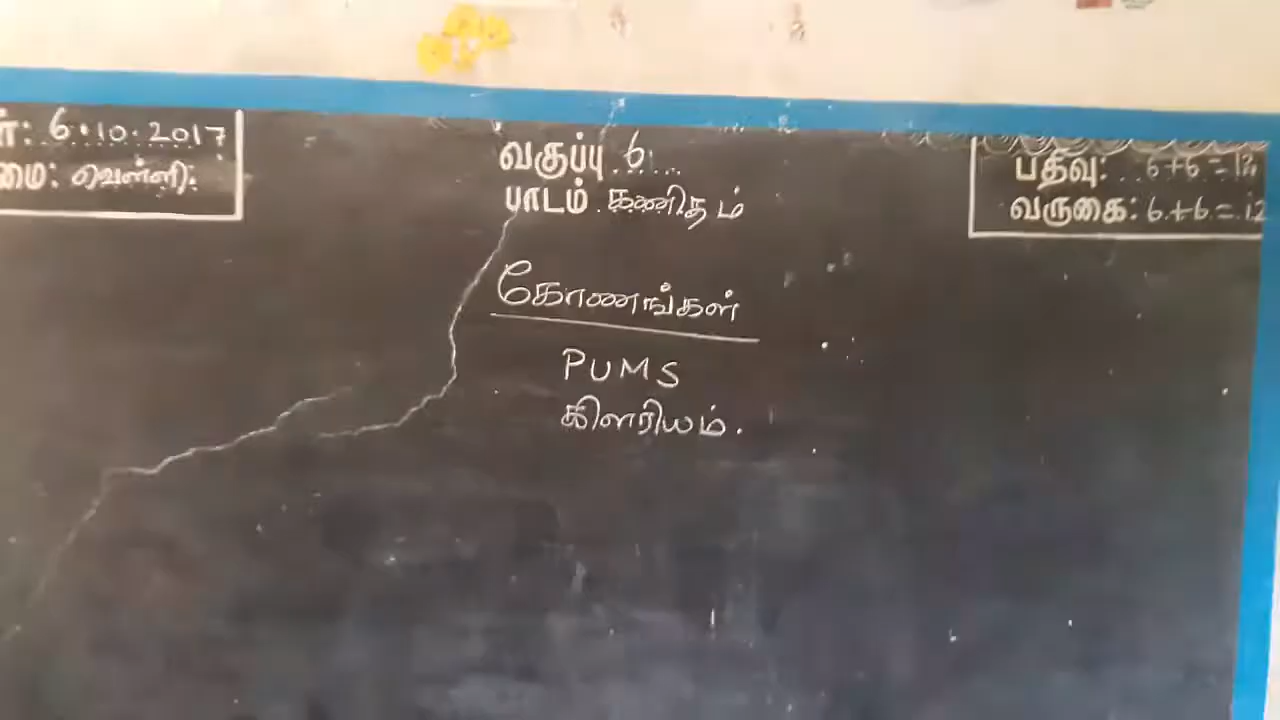 ள்: 6.10.2017
மை: வெள்ளி
வகுப்பு 6
பாடம் கணிதம்
பதிவு: 6+6=12
வருகை: 6+6=12
கோணங்கள்
PUMS
கிளரியம்.